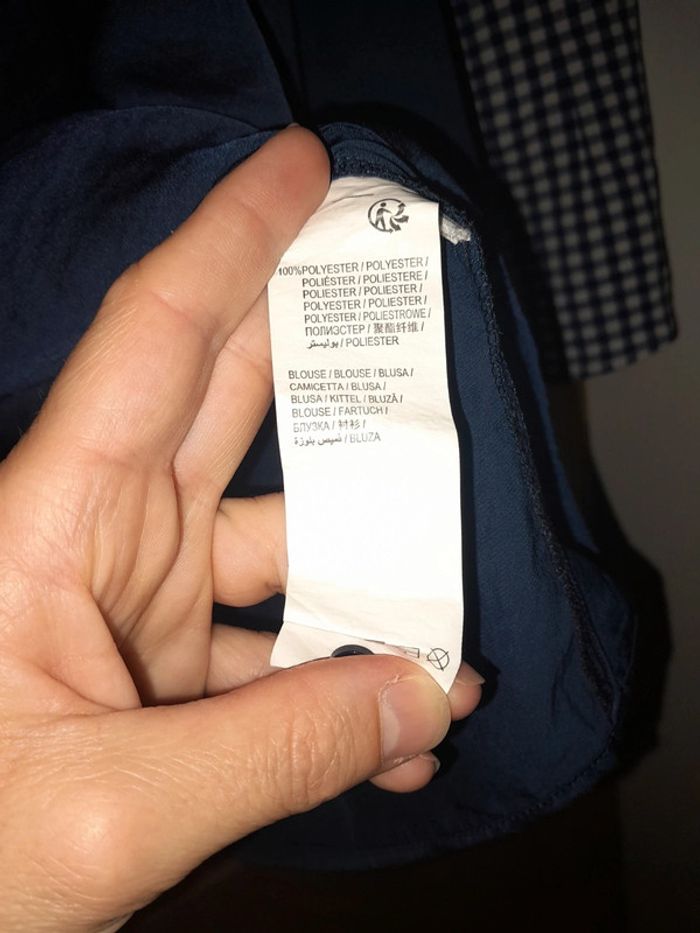 100%POLYESTER / POLYESTER /
POLIÉSTER / POLIESTERE /
POLIESTER / POLIESTER /
POLYESTER / POLIESTER /
POLYESTER / POLIESTROWE /
ПОЛИЭСТЕР / 聚酯纤维 /
بوليستر / POLIESTER
BLOUSE / BLOUSE / BLUSA /
CAMICETTA / BLUSA /
BLUSA / KITTEL / BLUZĂ /
BLOUSE / FARTUCH /
БЛУЗКА / 衬衫 /
قميص بلوزة / BLUZA